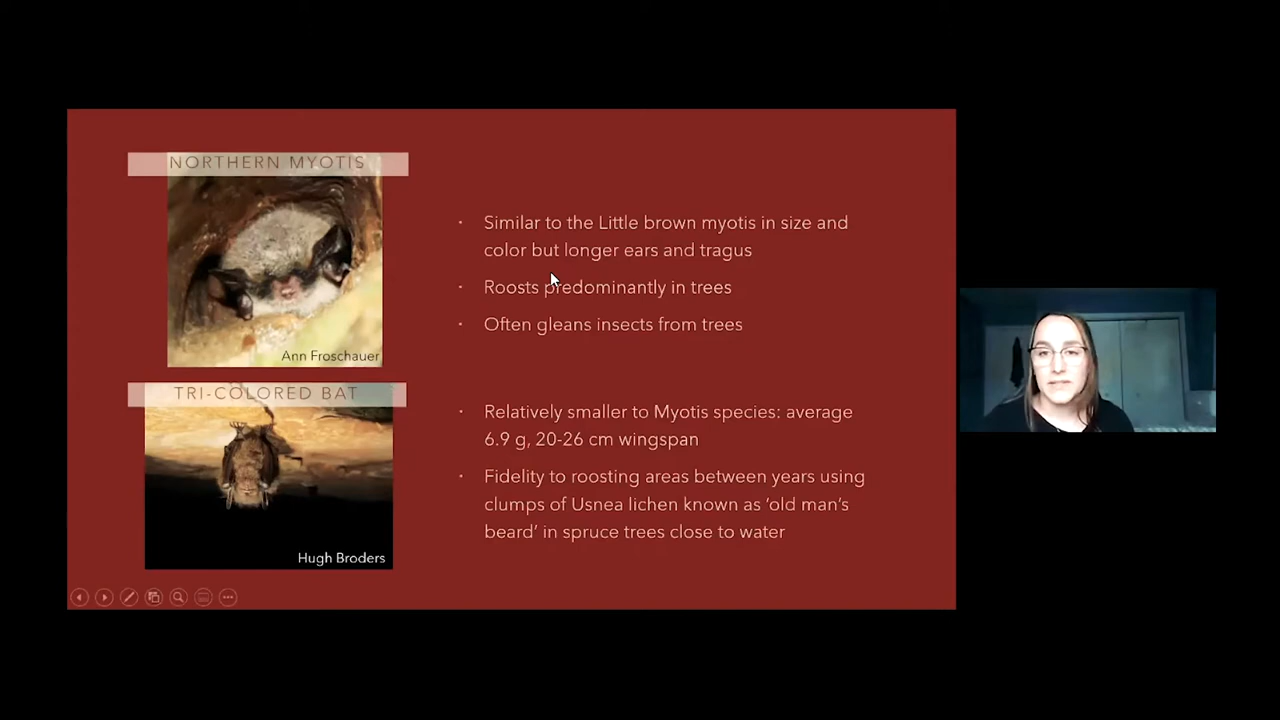 NORTHERN MYOTIS
Ann Froschauer
· Similar to the Little brown myotis in size and
color but longer ears and tragus
· Roosts predominantly in trees
· Often gleans insects from trees
TRI-COLORED BAT
Hugh Broders
· Relatively smaller to Myotis species: average
6.9 g, 20-26 cm wingspan
· Fidelity to roosting areas between years using
clumps of Usnea lichen known as ‘old man’s
beard’ in spruce trees close to water